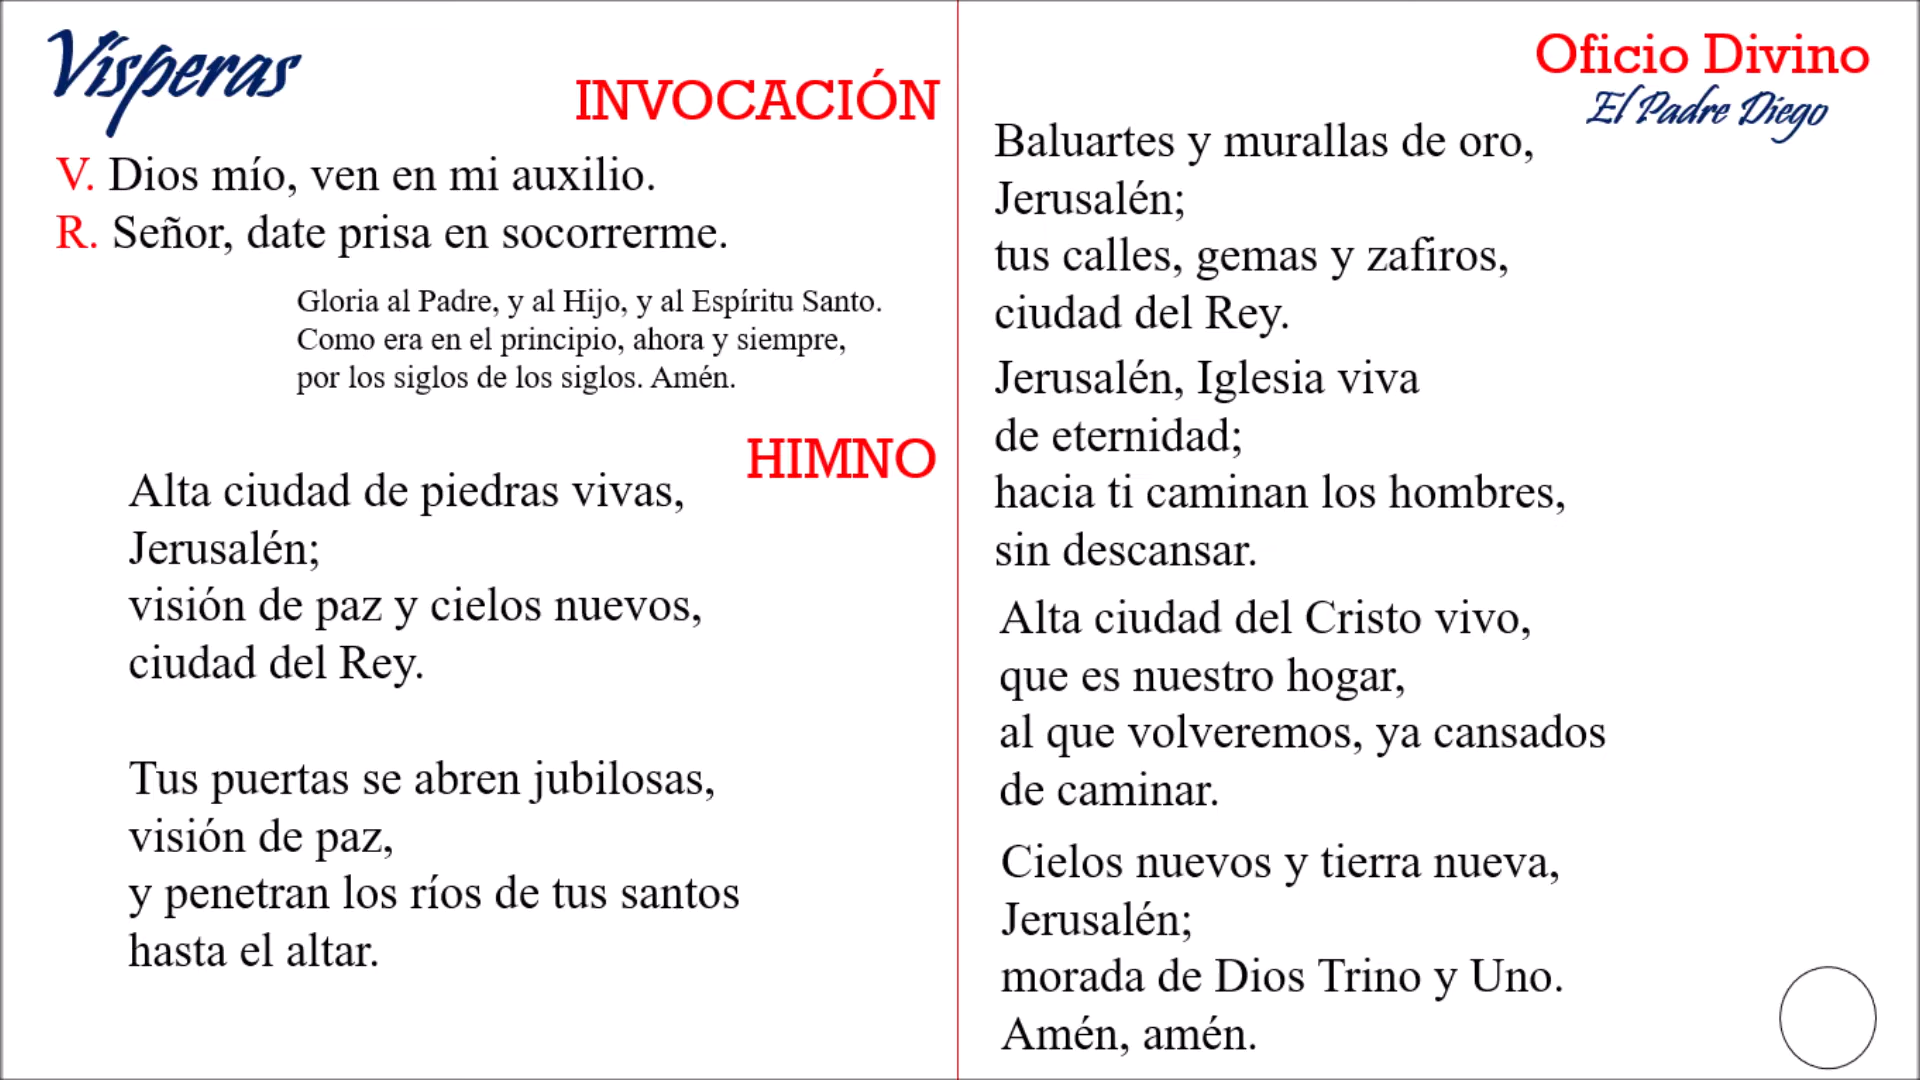 Vísperas
INVOCACIÓN
V. Dios mío, ven en mi auxilio.
R. Señor, date prisa en socorrerme.
Gloria al Padre, y al Hijo, y al Espíritu Santo.
Como era en el principio, ahora y siempre,
por los siglos de los siglos. Amén.
HIMNO
Alta ciudad de piedras vivas,
Jerusalén;
visión de paz y cielos nuevos,
ciudad del Rey.
Tus puertas se abren jubilosas,
visión de paz,
y penetran los ríos de tus santos
hasta el altar.
Oficio Divino
El Padre Diego
Baluartes y murallas de oro,
Jerusalén;
tus calles, gemas y zafiros,
ciudad del Rey.
Jerusalén, Iglesia viva
de eternidad;
hacia ti caminan los hombres,
sin descansar.
Alta ciudad del Cristo vivo,
que es nuestro hogar,
al que volveremos, ya cansados
de caminar.
Cielos nuevos y tierra nueva,
Jerusalén;
morada de Dios Trino y Uno.
Amén, amén.